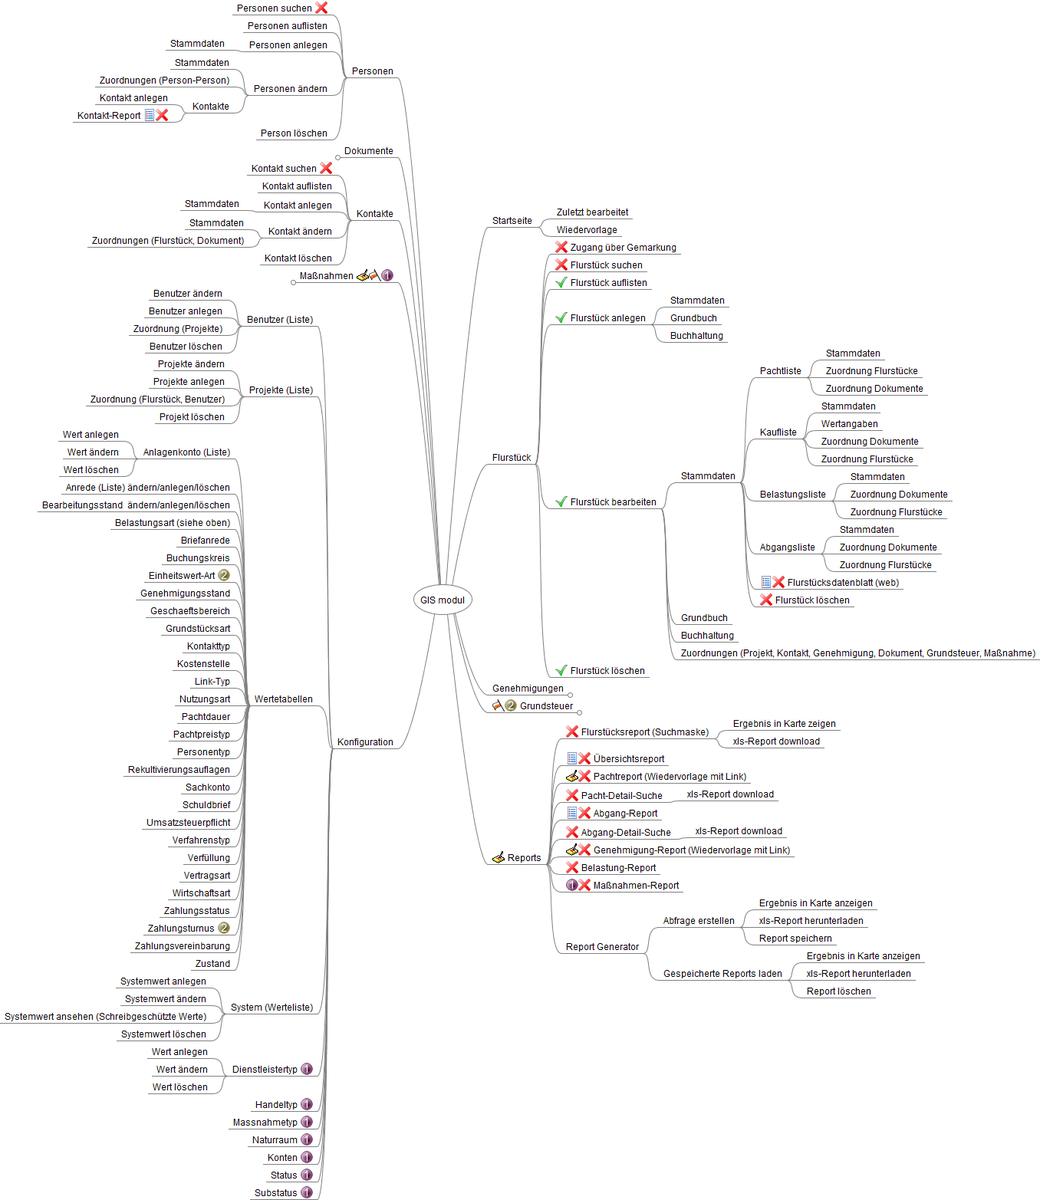 Personen suchen
Personen auflisten
Stammdaten
Personen anlegen
Personen
Stammdaten
Zuordnungen (Person-Person)
Personen ändern
Kontakt anlegen
Kontakte
Kontakt-Report
Person löschen
Dokumente
Kontakt suchen
Kontakt auflisten
Stammdaten
Kontakt anlegen
Kontakte
Stammdaten
Kontakt ändern
Zuordnungen (Flurstück, Dokument)
Kontakt löschen
Maßnahmen
Benutzer ändern
Benutzer anlegen
Benutzer (Liste)
Zuordnung (Projekte)
Benutzer löschen
Projekte ändern
Projekte anlegen
Projekte (Liste)
Zuordnung (Flurstück, Benutzer)
Projekt löschen
Wert anlegen
Wert ändern
Anlagenkonto (Liste)
Wert löschen
Anrede (Liste) ändern/anlegen/löschen
Bearbeitungsstand  ändern/anlegen/löschen
Belastungsart (siehe oben)
Briefanrede
Buchungskreis
Einheitswert-Art
Genehmigungsstand
Geschaeftsbereich
Grundstücksart
Kontakttyp
Kostenstelle
Link-Typ
Nutzungsart
Wertetabellen
Pachtdauer
Pachtpreistyp
Personentyp
Rekultivierungsauflagen
Sachkonto
Schuldbrief
Umsatzsteuerpflicht
Verfahrenstyp
Verfüllung
Vertragsart
Wirtschaftsart
Zahlungsstatus
Zahlungsturnus
Zahlungsvereinbarung
Zustand
Konfiguration
Systemwert anlegen
Systemwert ändern
System (Werteliste)
Systemwert ansehen (Schreibgeschützte Werte)
Systemwert löschen
Wert anlegen
Wert ändern
Dienstleistertyp
Wert löschen
Handeltyp
Massnahmetyp
Naturraum
Konten
Status
Substatus
GIS modul
Startseite
Zuletzt bearbeitet
Wiedervorlage
Zugang über Gemarkung
Flurstück suchen
Flurstück auflisten
Flurstück anlegen
Stammdaten
Grundbuch
Buchhaltung
Flurstück
Flurstück bearbeiten
Stammdaten
Pachtliste
Stammdaten
Zuordnung Flurstücke
Zuordnung Dokumente
Kaufliste
Stammdaten
Wertangaben
Zuordnung Dokumente
Zuordnung Flurstücke
Belastungsliste
Stammdaten
Zuordnung Dokumente
Zuordnung Flurstücke
Abgangsliste
Stammdaten
Zuordnung Dokumente
Zuordnung Flurstücke
Flurstücksdatenblatt (web)
Flurstück löschen
Grundbuch
Buchhaltung
Zuordnungen (Projekt, Kontakt, Genehmigung, Dokument, Grundsteuer, Maßnahme)
Flurstück löschen
Genehmigungen
Grundsteuer
Reports
Flurstücksreport (Suchmaske)
Ergebnis in Karte zeigen
xls-Report download
Übersichtsreport
Pachtreport (Wiedervorlage mit Link)
Pacht-Detail-Suche
xls-Report download
Abgang-Report
Abgang-Detail-Suche
xls-Report download
Genehmigung-Report (Wiedervorlage mit Link)
Belastung-Report
Maßnahmen-Report
Report Generator
Abfrage erstellen
Ergebnis in Karte anzeigen
xls-Report herunterladen
Report speichern
Gespeicherte Reports laden
Ergebnis in Karte anzeigen
xls-Report herunterladen
Report löschen